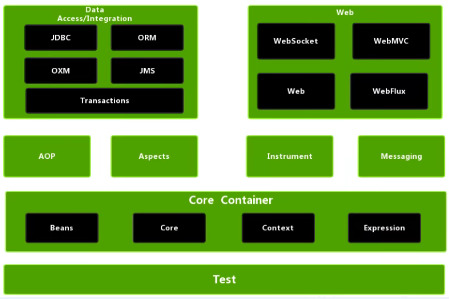 Data
Access/Integration
JDBC
ORM
OXM
JMS
Transactions
Web
WebSocket
WebMVC
Web
WebFlux
AOP
Aspects
Instrument
Messaging
Core Container
Beans
Core
Context
Expression
Test